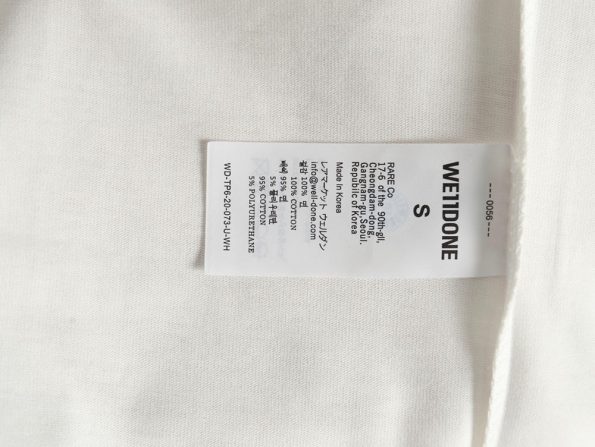 ---0056---
WE11DONE
S
RARE Co
17-6 of the 90th-gil,
Cheongdam-dong,
Gangnam-gu, Seoul.
Republic of Korea
Made In Korea
レアマーケット ウェルダン
info@well-done.com
겉감 100% 면
100% COTTON
배색 95% 면
5% 폴리우레탄
95% COTTON
5% POLYURETHANE
WD-TP6-20-073-U-WH